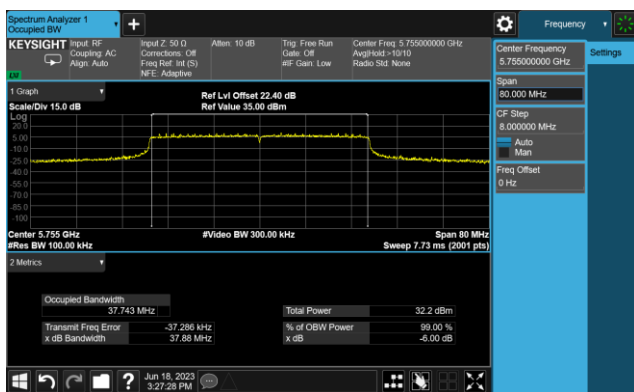 Spectrum Analyzer 1
Occupied Bandwidth
Frequency
KEYSIGHT
Input: RF
Coupling: AC
Align: Auto
Input Z: 50 Ω
Corrections: Off
Freq Ref: Int (S)
NFE: Adaptive
Atten: 10 dB
Trig: Free Run
Gate: Off
#IF Gain: Low
Center Freq: 5.755000000 GHz
Avg|Hold:>10/10
Radio Std: None
LXI
Center Frequency
5.755000000 GHz
Settings
Span
80.000 MHz
CF Step
8.000000 MHz
Auto
Man
Freq Offset
0 Hz
1 Graph
Scale/Div 15.0 dB
Ref Lvl Offset 22.40 dB
Ref Value 35.00 dBm
Log
20.0
5.00
-10.0
-25.0
-40.0
-55.0
-70.0
-85.0
-100
Center 5.755 GHz
#Res BW 100.00 kHz
#Video BW 300.00 kHz
Span 80 MHz
Sweep 7.73 ms (2001 pts)
2 Metrics
Occupied Bandwidth
37.743 MHz
Total Power 32.2 dBm
Transmit Freq Error -37.286 kHz
% of OBW Power 99.00 %
x dB Bandwidth 37.88 MHz
x dB -6.00 dB
?
Jun 18, 2023
3:27:28 PM